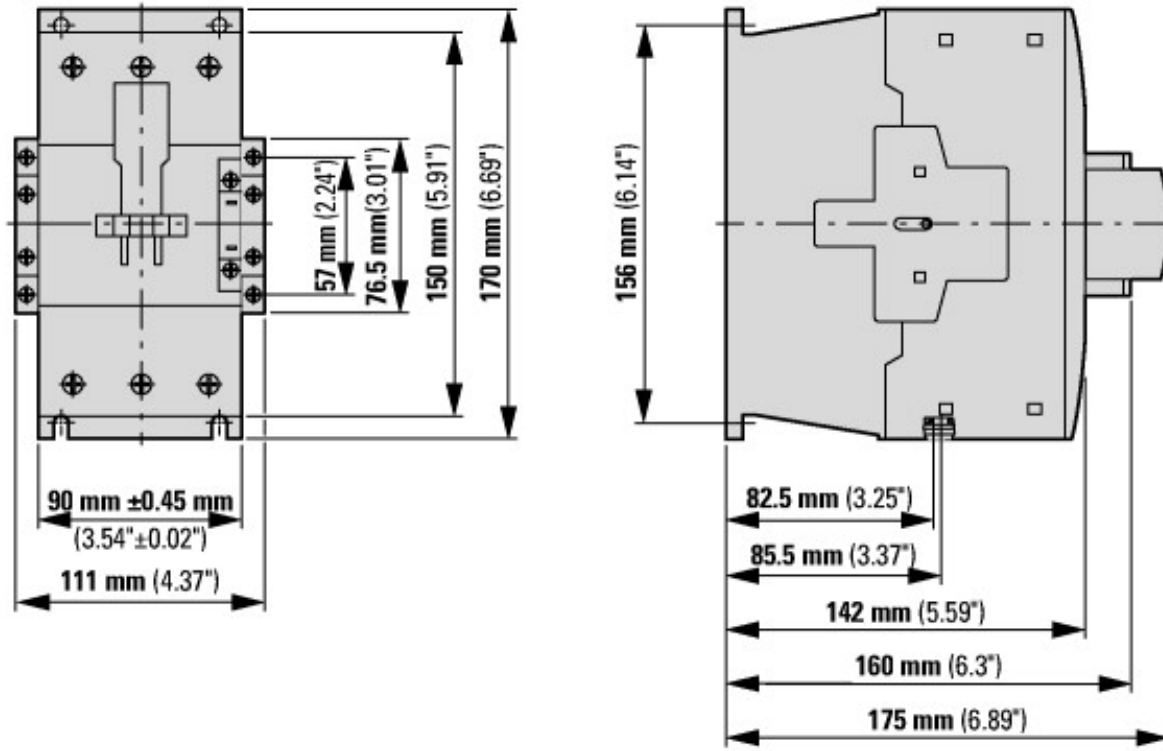 57 mm (2.24")
76.5 mm(3.01")
150 mm (5.91")
170 mm (6.69")
90 mm ±0.45 mm
(3.54"±0.02")
111 mm (4.37")
156 mm (6.14")
82.5 mm (3.25")
85.5 mm (3.37")
142 mm (5.59")
160 mm (6.3")
175 mm (6.89")